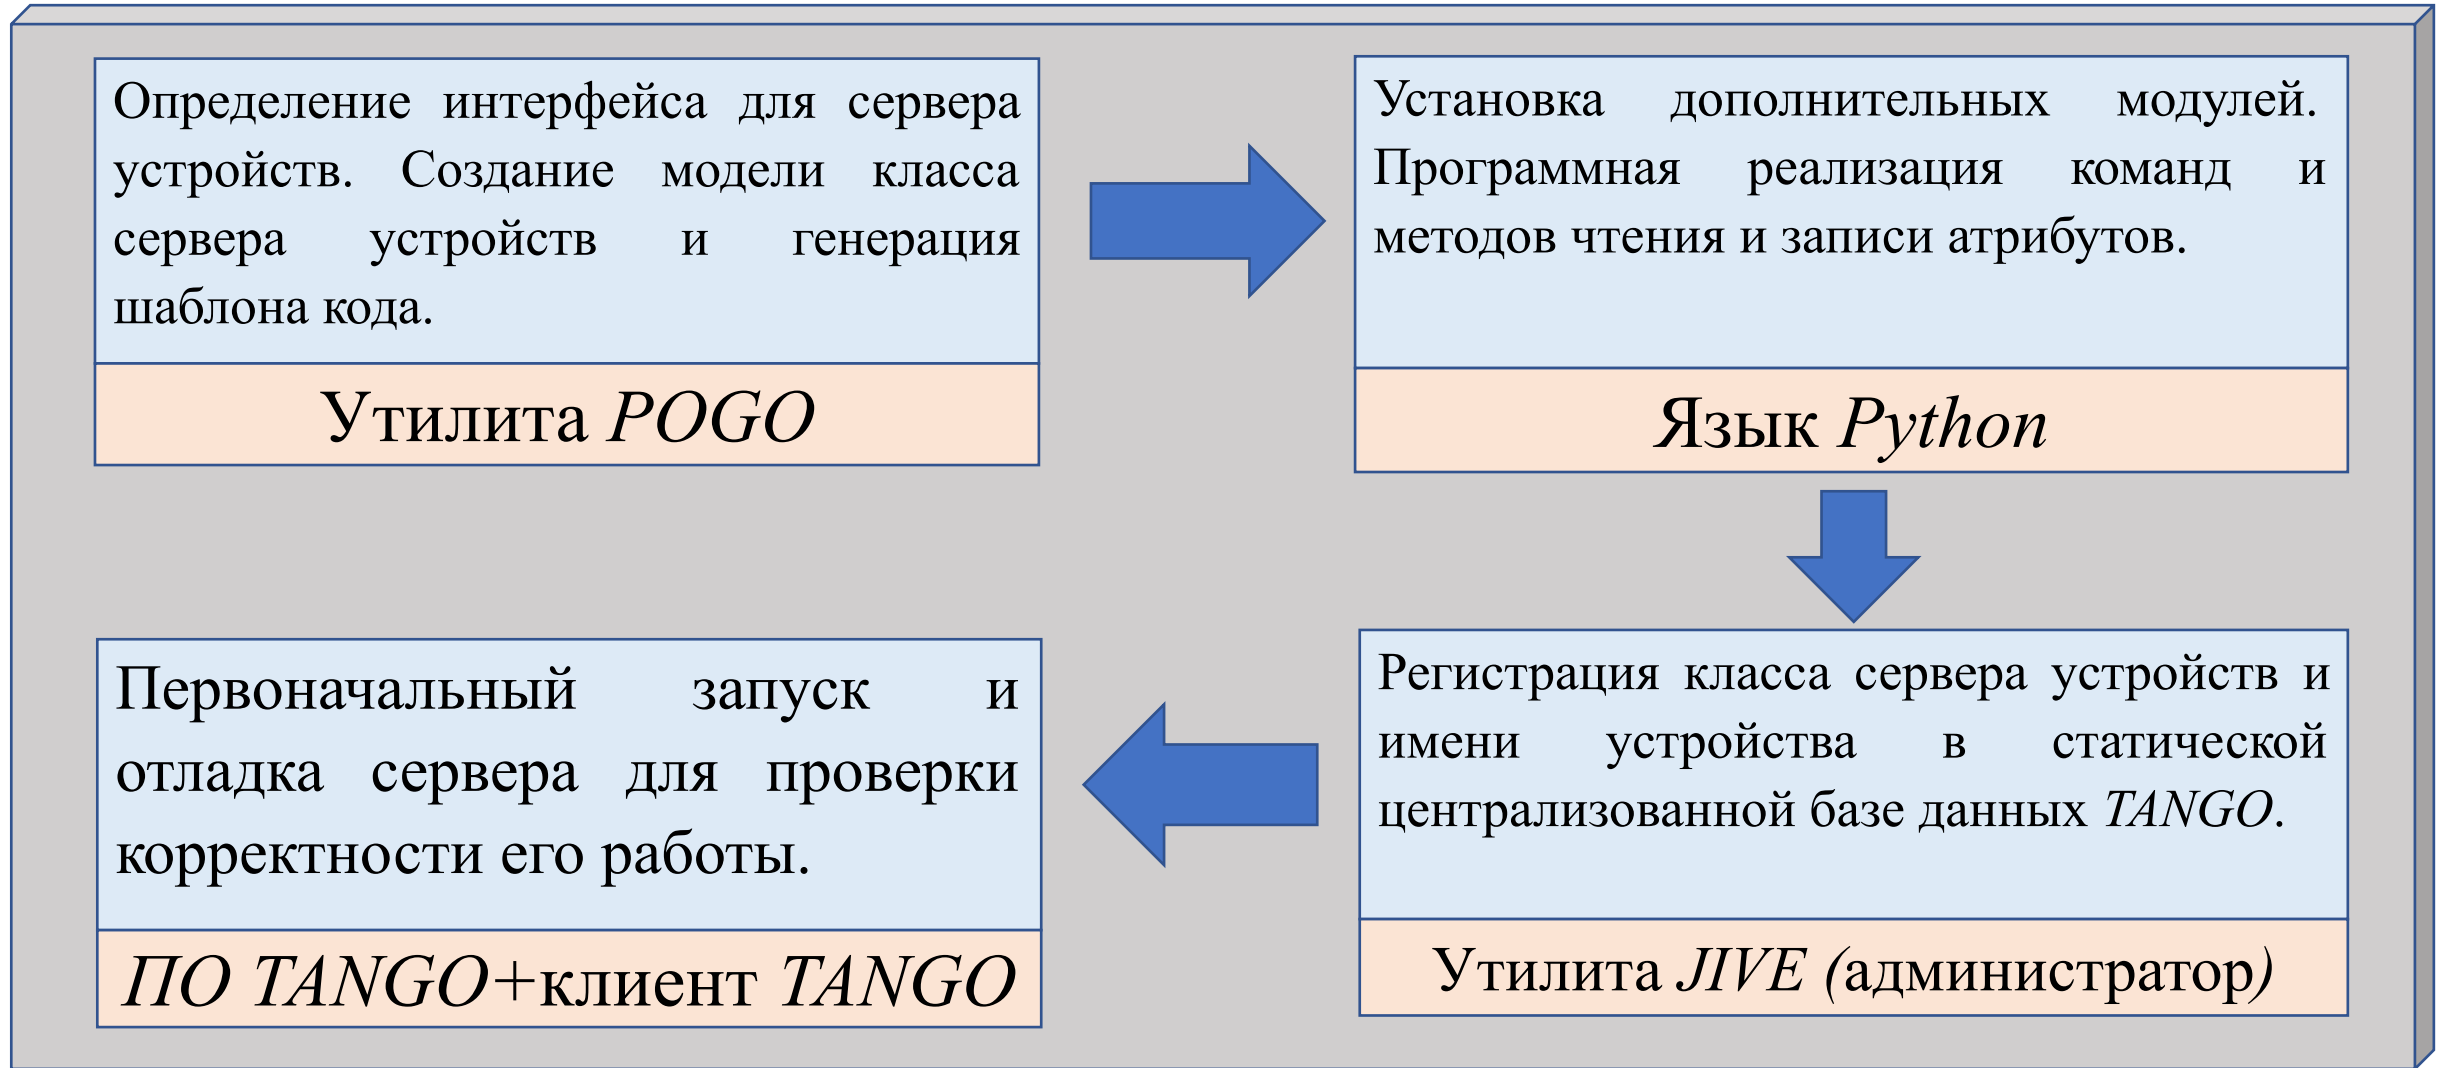 Определение интерфейса для сервера
устройств. Создание модели класса
сервера устройств и генерация
шаблона кода.
Утилита POGO
Установка дополнительных модулей.
Программная реализация команд и
методов чтения и записи атрибутов.
Язык Python
Регистрация класса сервера устройств и
имени устройства в статической
централизованной базе данных TANGO.
Утилита JIVE (администратор)
Первоначальный запуск и
отладка сервера для проверки
корректности его работы.
ПО TANGO+клиент TANGO